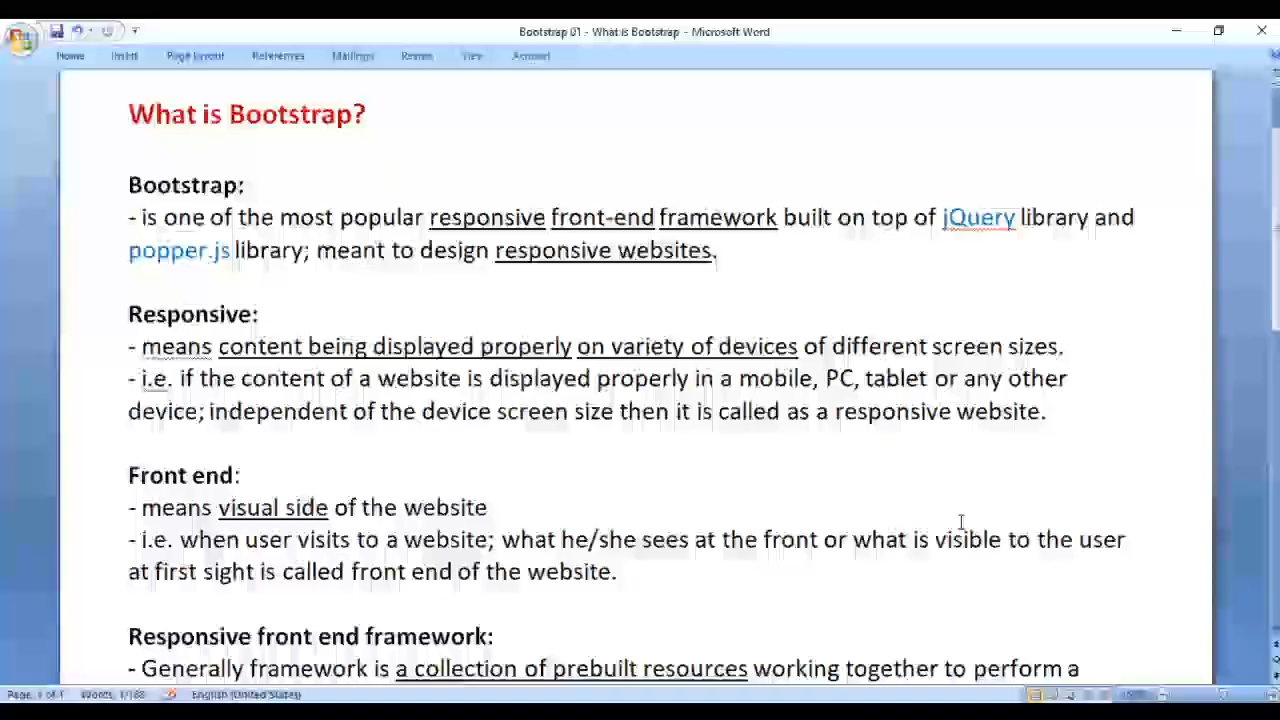 Bootstrap 01 - What is Bootstrap - Microsoft Word
Home Insert Page Layout References Mailings Review View Acrobat
What is Bootstrap?
Bootstrap:
- is one of the most popular responsive front-end framework built on top of jQuery library and
popper.js library; meant to design responsive websites.
Responsive:
- means content being displayed properly on variety of devices of different screen sizes.
- i.e. if the content of a website is displayed properly in a mobile, PC, tablet or any other
device; independent of the device screen size then it is called as a responsive website.
Front end:
- means visual side of the website
- i.e. when user visits to a website; what he/she sees at the front or what is visible to the user
at first sight is called front end of the website.
Responsive front end framework:
- Generally framework is a collection of prebuilt resources working together to perform a
Page: 1 of 1 Words: English (United States)